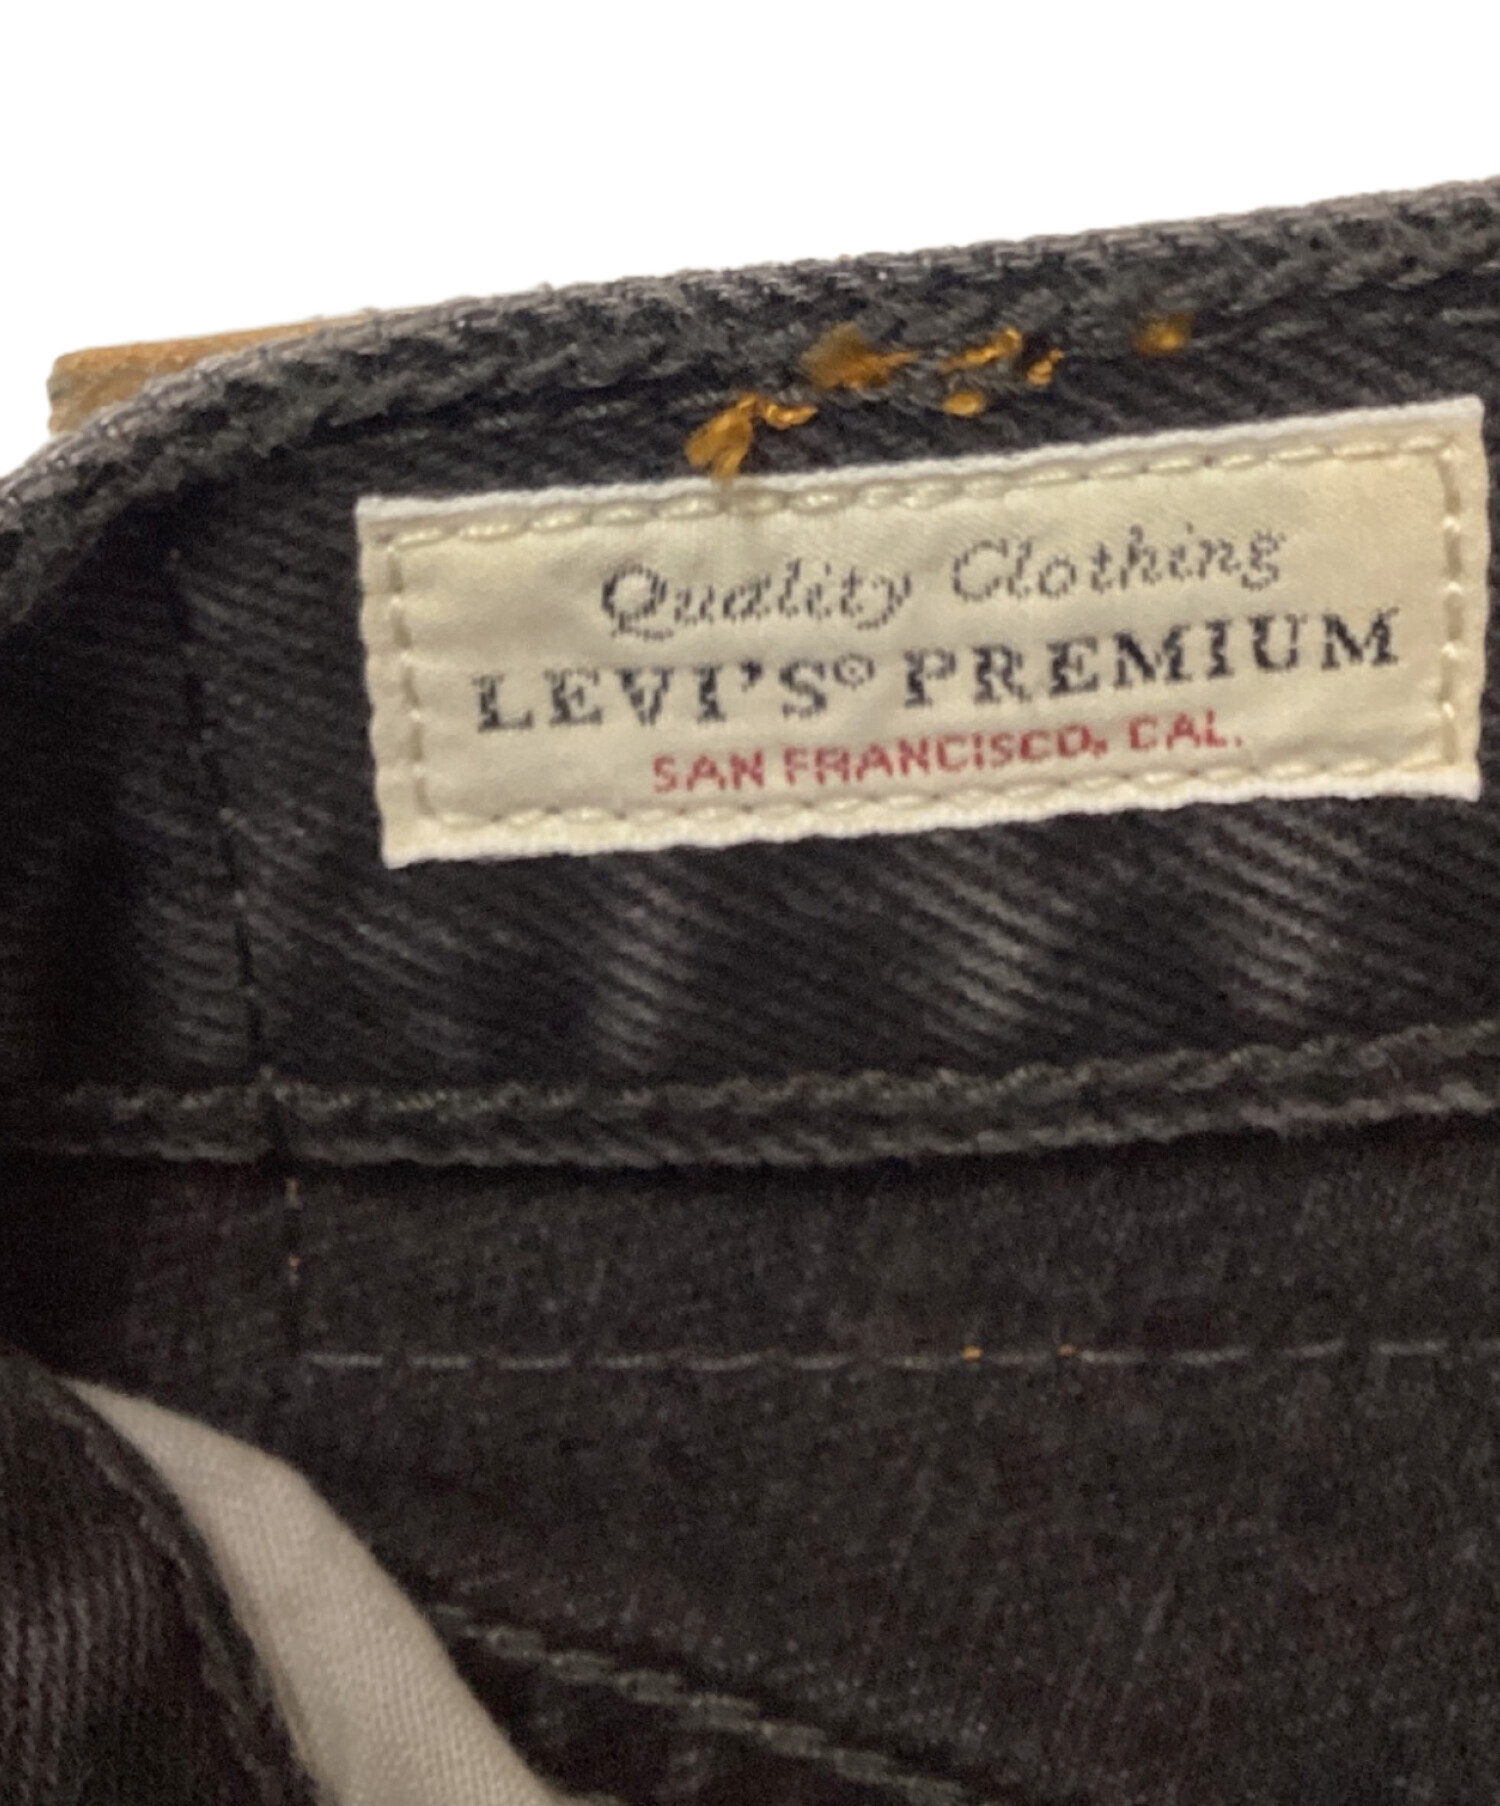 Quality Clothing
LEVI'S® PREMIUM
SAN FRANCISCO, CAL.